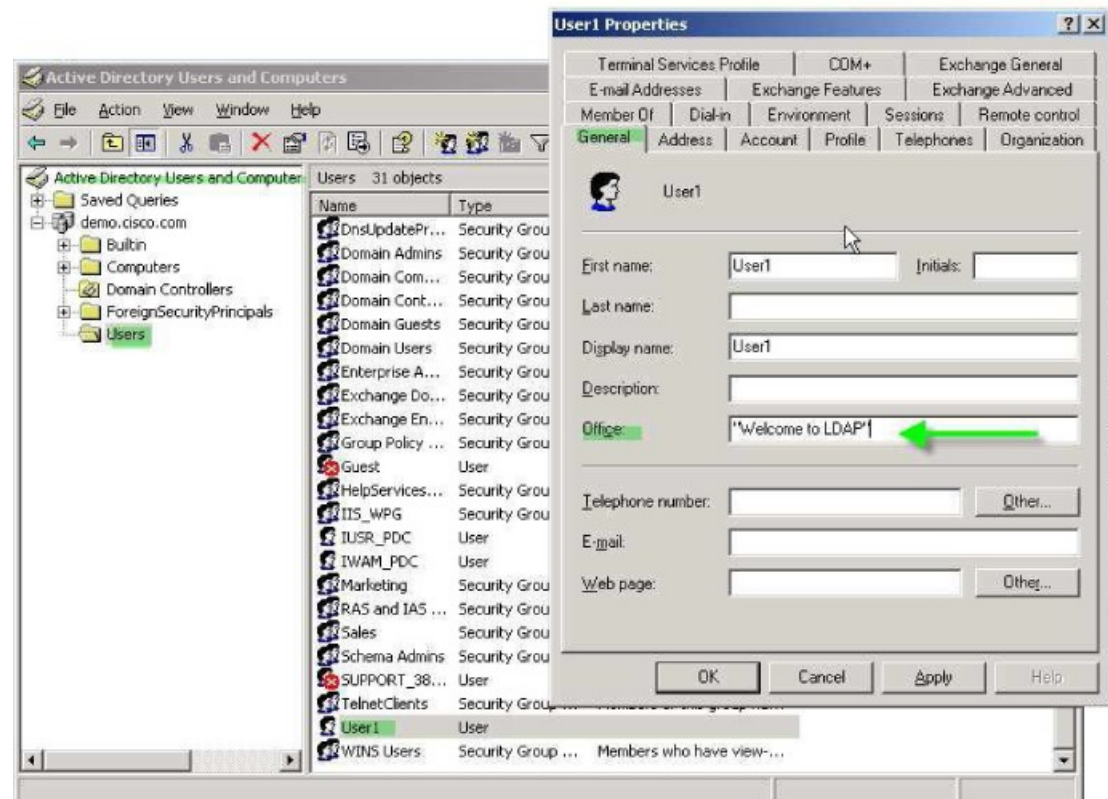 Active Directory Users and Computers
File Action View Window Help
Active Directory Users and Computer
Saved Queries
demo.cisco.com
Builtin
Computers
Domain Controllers
ForeignSecurityPrincipals
Users
Users 31 objects
Name Type
DnsUpdatePr... Security Grou
Domain Admins Security Grou
Domain Com... Security Grou
Domain Cont... Security Grou
Domain Guests Security Grou
Domain Users Security Grou
Enterprise A... Security Grou
Exchange Do... Security Grou
Exchange En... Security Grou
Group Policy ... Security Grou
Guest User
HelpServices... Security Grou
IIS_WPG Security Grou
IUSR_PDC User
IWAM_PDC User
Marketing Security Grou
RAS and IAS ... Security Grou
Sales Security Grou
Schema Admins Security Grou
SUPPORT_38... User
TelnetClients Security Group ... Members of this group
User1 User
WINS Users Security Group ... Members who have view-...
User1 Properties
Terminal Services Profile COM+ Exchange General
E-mail Addresses Exchange Features Exchange Advanced
Member Of Dial-in Environment Sessions Remote control
General Address Account Profile Telephones Organization
User1
First name: User1 Initials:
Last name:
Display name: User1
Description:
Office: "Welcome to LDAP"
Telephone number: Other...
E-mail:
Web page: Other...
OK Cancel Apply Help